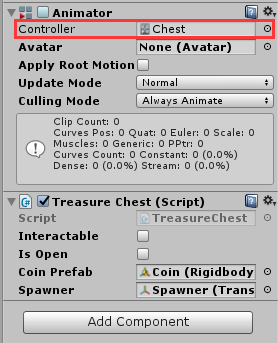 Animator
Controller Chest
Avatar None (Avatar)
Apply Root Motion
Update Mode Normal
Culling Mode Always Animate
Clip Count: 0
Curves Pos: 0 Quat: 0 Euler: 0 Scale: 0
Muscles: 0 Generic: 0 PPtr: 0
Curves Count: 0 Constant: 0 (0.0%)
Dense: 0 (0.0%) Stream: 0 (0.0%)
Treasure Chest (Script)
Script TreasureChest
Interactable
Is Open
Coin Prefab Coin (Rigidbody
Spawner Spawner (Trans
Add Component